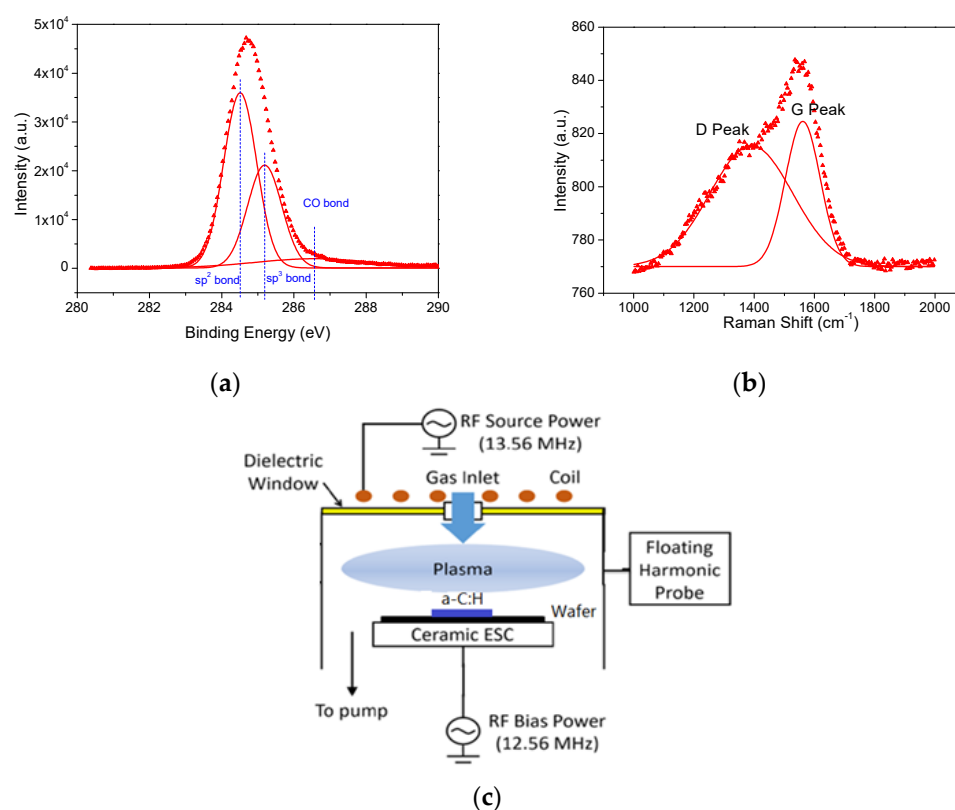 5x10⁴
4x10⁴
3x10⁴
2x10⁴
1x10⁴
0
Intensity (a.u.)
CO bond
sp² bond
sp³ bond
280 282 284 286 288 290
Binding Energy (eV)
(a)
860
840
820
800
780
760
Intensity (a.u.)
D Peak
G Peak
1000 1200 1400 1600 1800 2000
Raman Shift (cm⁻¹)
(b)
RF Source Power
(13.56 MHz)
Dielectric
Window
Gas Inlet
Coil
Plasma
Floating
Harmonic
Probe
a-C:H
Wafer
Ceramic ESC
To pump
RF Bias Power
(12.56 MHz)
(c)